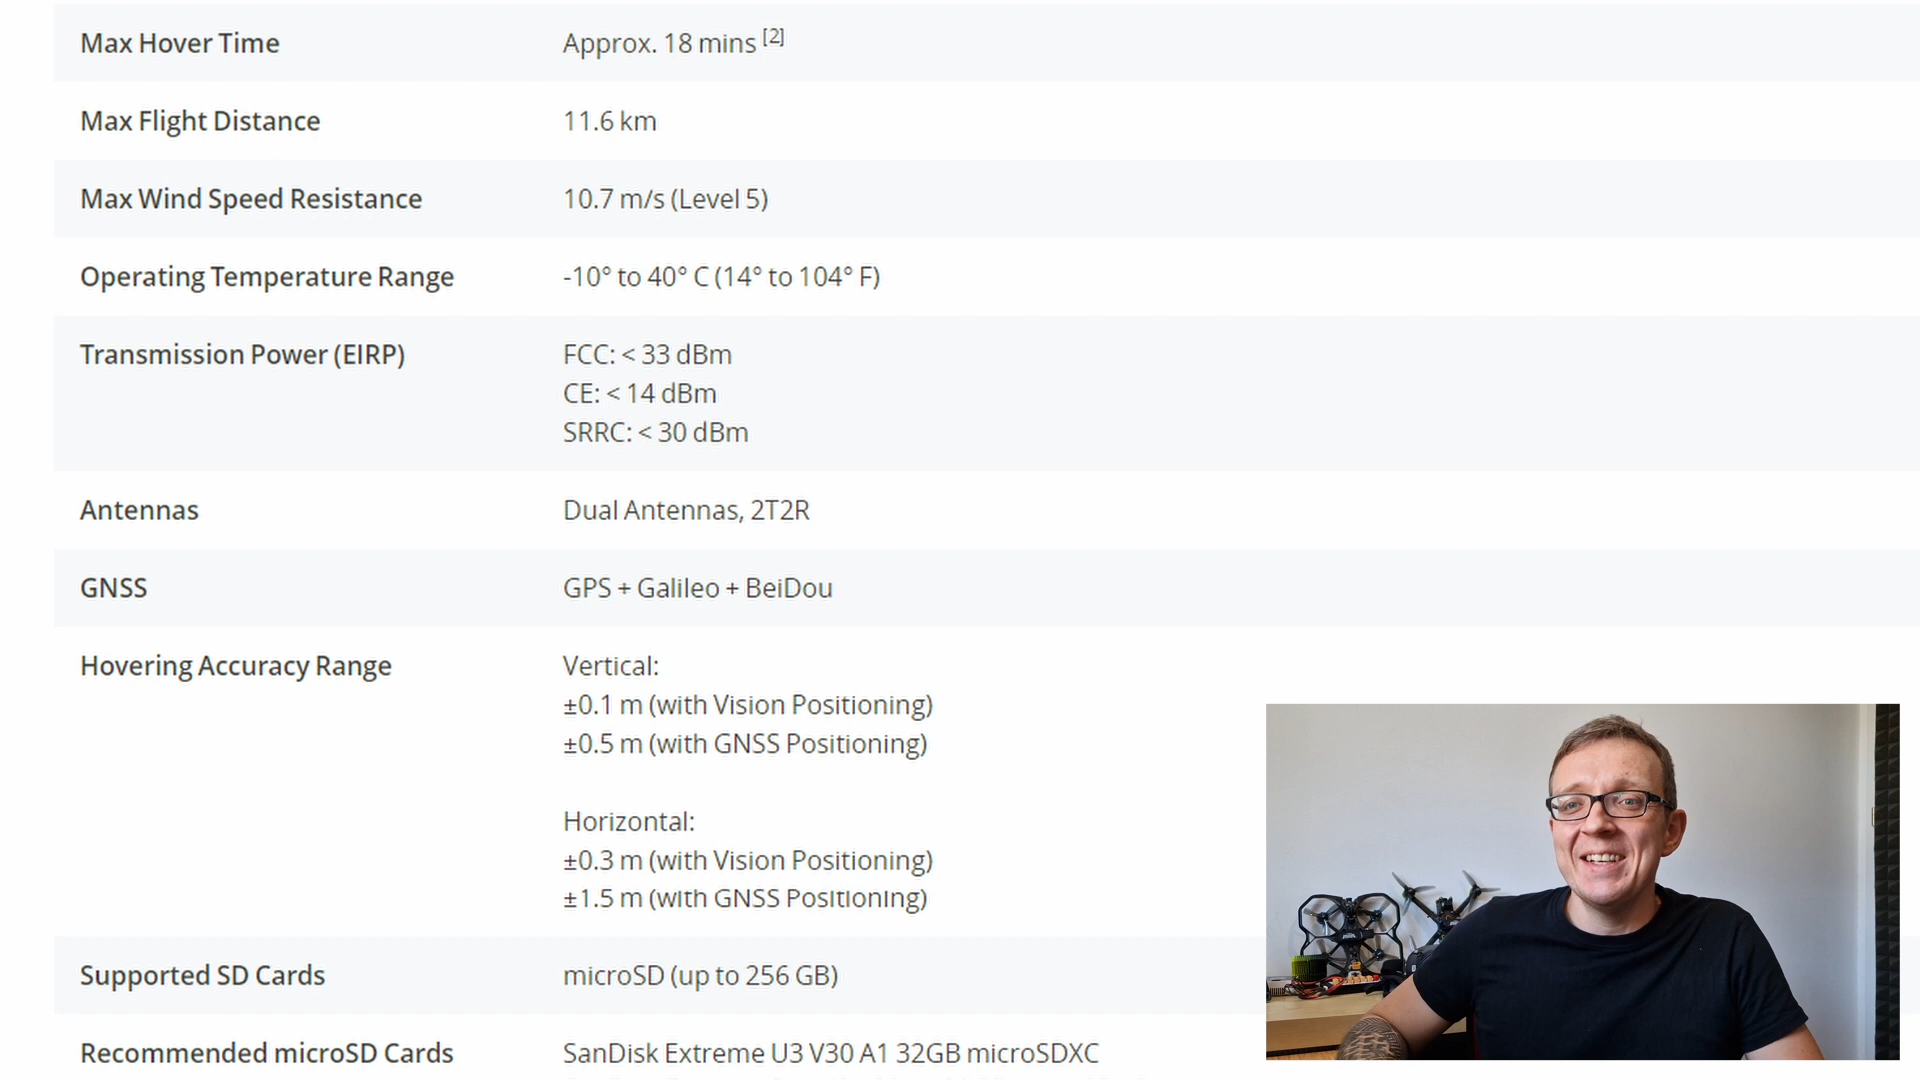 Max Hover Time Approx. 18 mins [2]
Max Flight Distance 11.6 km
Max Wind Speed Resistance 10.7 m/s (Level 5)
Operating Temperature Range -10° to 40° C (14° to 104° F)
Transmission Power (EIRP) FCC: < 33 dBm
CE: < 14 dBm
SRRC: < 30 dBm
Antennas Dual Antennas, 2T2R
GNSS GPS + Galileo + BeiDou
Hovering Accuracy Range Vertical:
±0.1 m (with Vision Positioning)
±0.5 m (with GNSS Positioning)
Horizontal:
±0.3 m (with Vision Positioning)
±1.5 m (with GNSS Positioning)
Supported SD Cards microSD (up to 256 GB)
Recommended microSD Cards SanDisk Extreme U3 V30 A1 32GB microSDXC